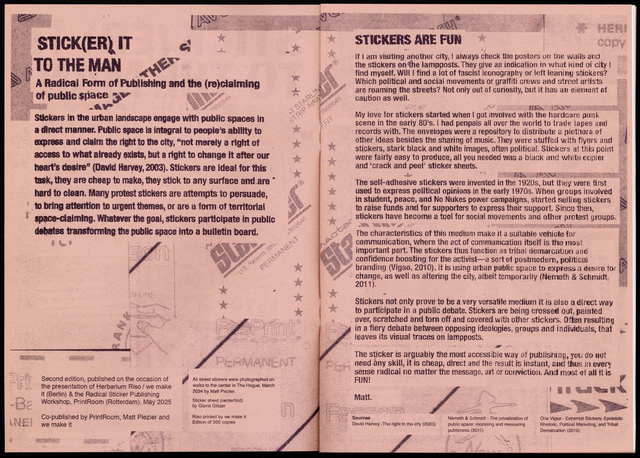 STICK(ER) IT
TO THE MAN
A Radical Form of Publishing and the (re)claiming
of public space
Stickers in the urban landscape engage with public spaces in
a direct manner. Public space is integral to people's ability to
express and claim the right to the city, "not merely a right of
access to what already exists, but a right to change it after our
heart's desire" (David Harvey, 2003). Stickers are ideal for this
task, they are cheap to make, they stick to any surface and are
hard to clean. Many protest stickers are attempts to persuade,
to bring attention to urgent themes, or are a form of territorial
space-claiming. Whatever the goal, stickers participate in public
debates transforming the public space into a bulletin board.
PERMANENT
Second edition, published on the occasion of
the presentation of Herbarium Riso / we make
it (Berlin) & the Radical Sticker Publishing
Workshop, PrintRoom (Rotterdam), May 2025
Co-published by PrintRoom, Matt Plezier and
we make it
All street stickers were photographed on
walks to the center in The Hague, March
2024 by Matt Plezier.
Sticker sheet (centerfold)
by Gloria Glitzer
Riso printed by we make it
Edition of 300 copies
HERI
copy
STICKERS ARE FUN
If I am visiting another city, I always check the posters on the walls and
the stickers on the lampposts. They give an indication in what kind of city I
find myself. Will I find a lot of fascist iconography or left leaning stickers?
Which political and social movements or graffiti crews and street artists
are roaming the streets? Not only out of curiosity, but it has an element of
caution as well.
My love for stickers started when I got involved with the hardcore punk
scene in the early 80's. I had penpals all over the world to trade tapes and
records with. The envelopes were a repository to distribute a plethora of
other ideas besides the sharing of music. They were stuffed with flyers and
stickers, stark black and white images, often political. Stickers at this point
were fairly easy to produce, all you needed was a black and white copier
and 'crack and peel' sticker sheets.
The self-adhesive stickers were invented in the 1920s, but they were first
used to express political opinions in the early 1970s. When groups involved
in student, peace, and No Nukes power campaigns, started selling stickers
to raise funds and for supporters to express their support. Since then,
stickers have become a tool for social movements and other protest groups.
The characteristics of this medium make it a suitable vehicle for
communication, where the act of communication itself is the most
important part. The stickers thus function as tribal demarcation and
confidence boosting for the activist—a sort of postmodern, political
branding (Vigsø, 2010). It is using urban public space to express a desire for
change, as well as altering the city, albeit temporarily (Németh & Schmidt,
2011).
Stickers not only prove to be a very versatile medium it is also a direct way
to participate in a public debate. Stickers are being crossed out, painted
over, scratched and torn off and covered with other stickers. Often resulting
in a fiery debate between opposing ideologies, groups and individuals, that
leaves its visual traces on lampposts.
The sticker is arguably the most accessible way of publishing, you do not
need any skill, it is cheap, direct and the result is instant, and thus in every
sense radical no matter the message, art or conviction. And most of all it is
FUN!
Matt.
Sources
David Harvey -The right to the city (2003)
Németh & Schmidt - The privatization of
public space: modeling and measuring
publicness (2011)
Orla Vigsø - Extremist Stickers: Epideictic
Rhetoric, Political Marketing, and Tribal
Demarcation (2010)